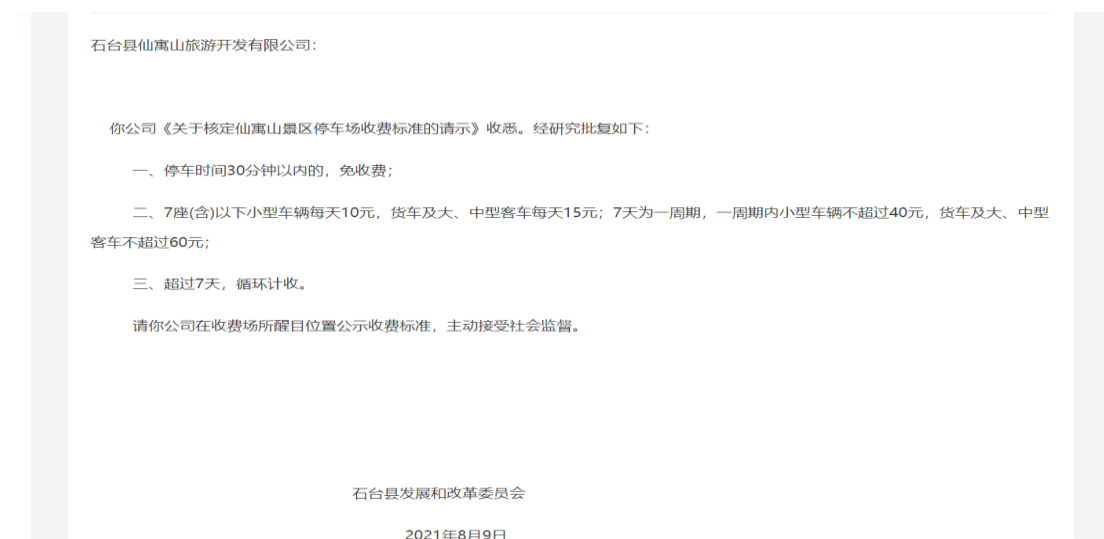 石台县仙寓山旅游开发有限公司：
你公司《关于核定仙寓山景区停车场收费标准的请示》收悉。经研究批复如下：
一、停车时间30分钟以内的，免收费；
二、7座(含)以下小型车辆每天10元，货车及大、中型客车每天15元；7天为一周期，一周期内小型车辆不超过40元，货车及大、中型
客车不超过60元；
三、超过7天，循环计收。
请你公司在收费场所醒目位置公示收费标准，主动接受社会监督。
石台县发展和改革委员会
2021年8月9日